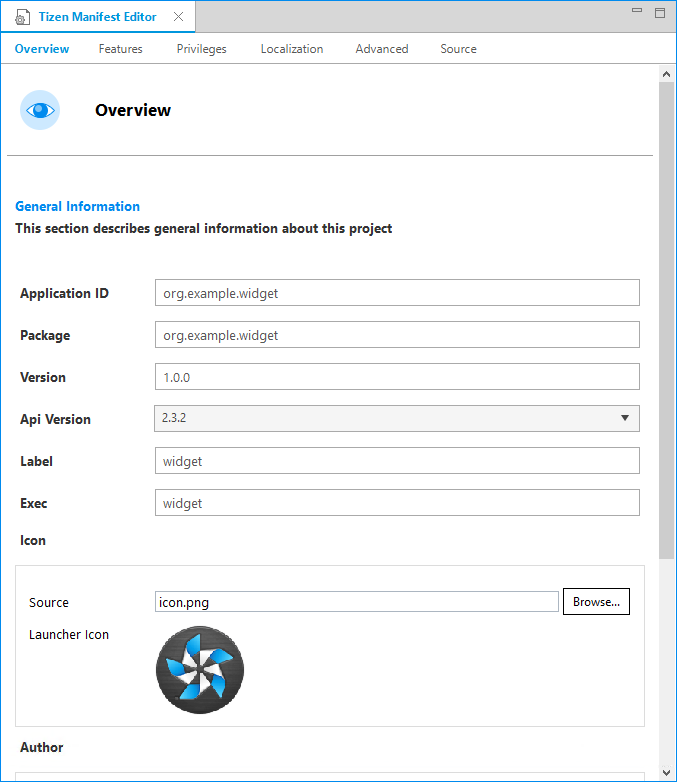 Tizen Manifest Editor
Overview Features Privileges Localization Advanced Source
Overview
General Information
This section describes general information about this project
Application ID org.example.widget
Package org.example.widget
Version 1.0.0
Api Version 2.3.2
Label widget
Exec widget
Icon
Source icon.png Browse...
Launcher Icon
Author